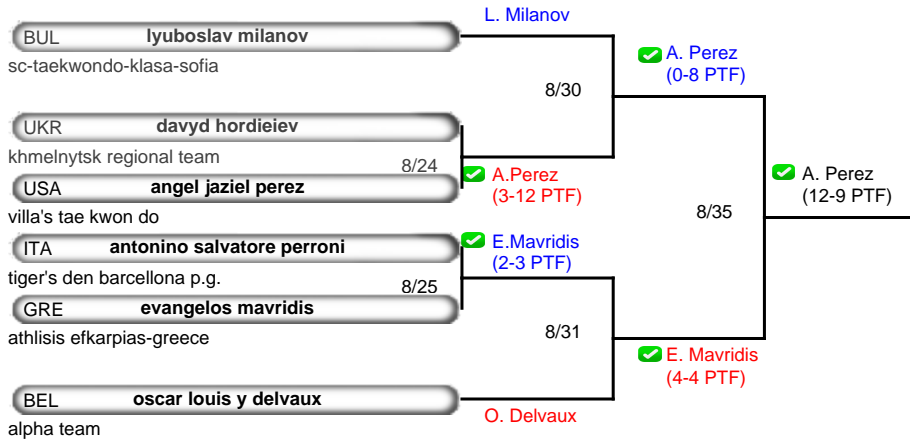 L. Milanov
BUL lyuboslav milanov
sc-taekwondo-klasa-sofia
A. Perez
(0-8 PTF)
8/30
UKR davyd hordieiev
khmelnytsk regional team
8/24
USA angel jaziel perez
villa's tae kwon do
A.Perez
(3-12 PTF)
A. Perez
(12-9 PTF)
8/35
ITA antonino salvatore perroni
tiger's den barcellona p.g.
E.Mavridis
(2-3 PTF)
8/25
GRE evangelos mavridis
athlisis efkarpias-greece
8/31
E. Mavridis
(4-4 PTF)
BEL oscar louis y delvaux
alpha team
O. Delvaux